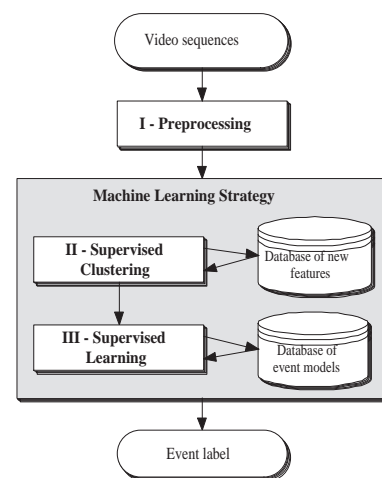 Video sequences
I - Preprocessing
Machine Learning Strategy
II - Supervised
Clustering
Database of new
features
III - Supervised
Learning
Database of
event models
Event label